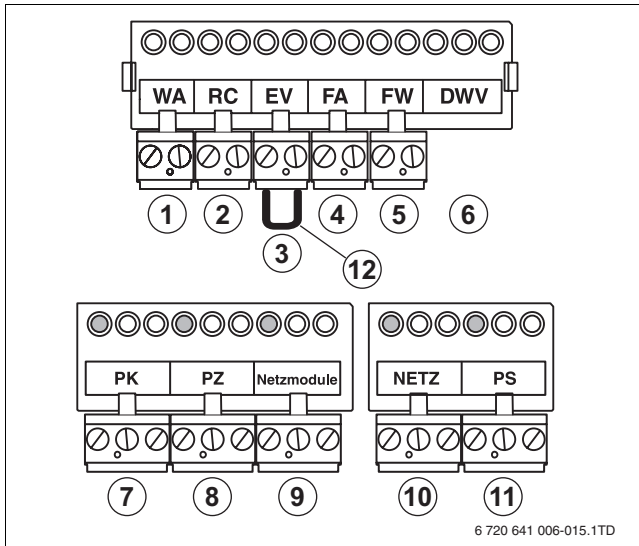 WA RC EV FA FW DWV
1 2 3 4 5 6
12
PK PZ Netzmodule NETZ PS
7 8 9 10 11
6 720 641 006-015.1TD